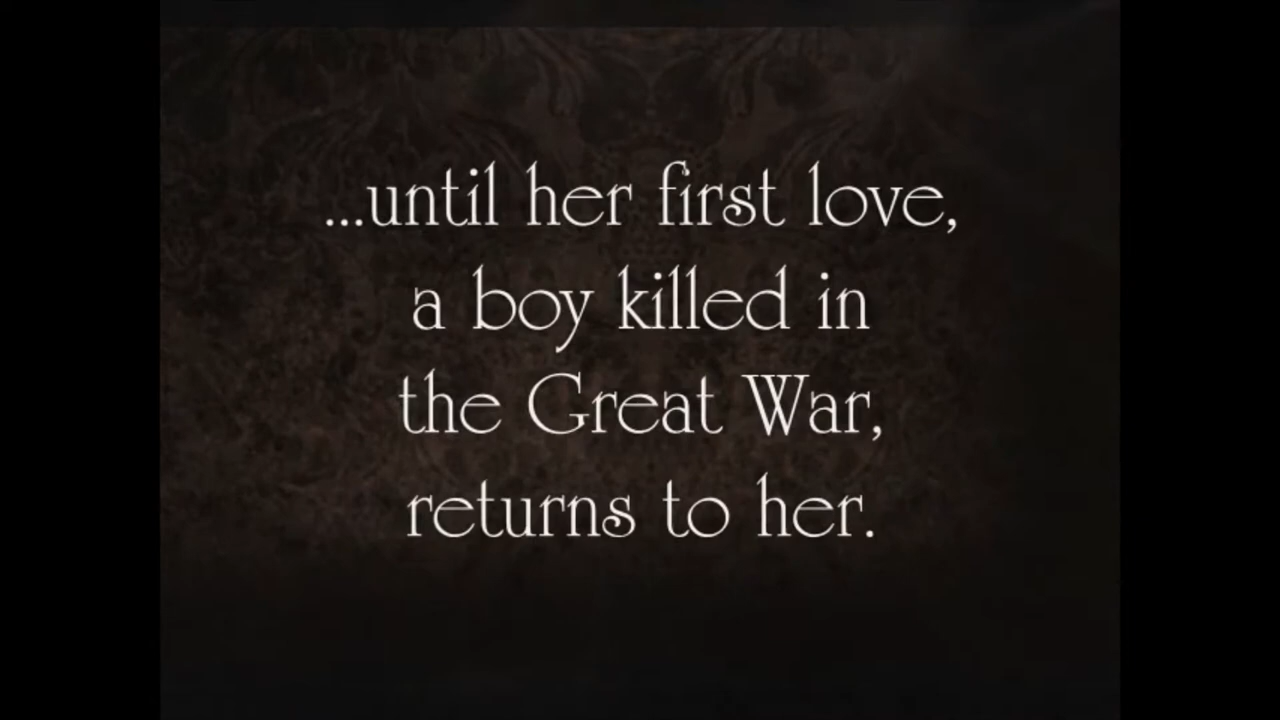 ...until her first love,
a boy killed in
the Great War,
returns to her.